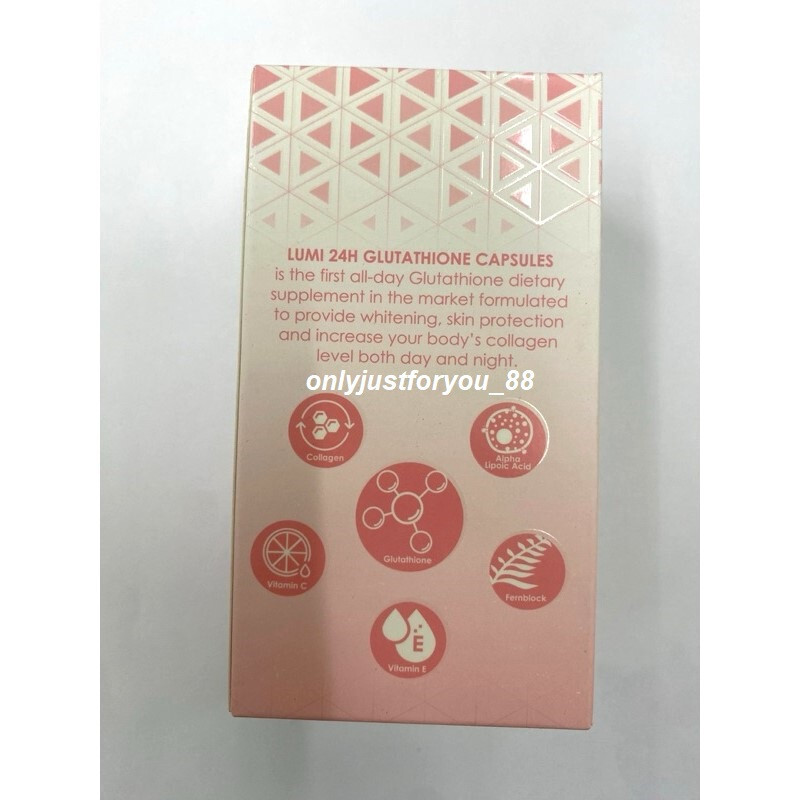 LUMI 24H GLUTATHIONE CAPSULES
is the first all-day Glutathione dietary
supplement in the market formulated
to provide whitening, skin protection
and increase your body's collagen
level both day and night.
onlyjustforyou_88
Collagen
Alpha
Lipoic Acid
Glutathione
Vitamin C
Fernblock
E
Vitamin E